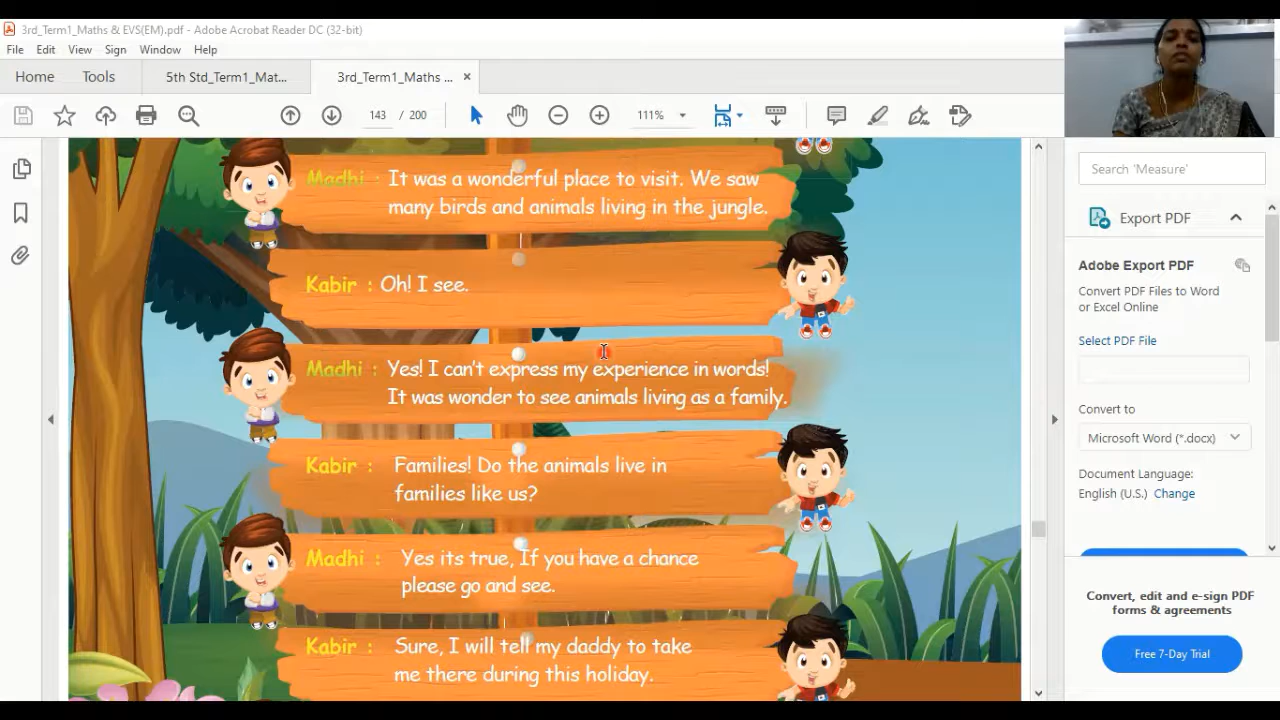 3rd_Term1_Maths & EVS(EM).pdf - Adobe Acrobat Reader DC (32-bit)
File Edit View Sign Window Help
Home Tools 5th Std_Term1_Mat... 3rd_Term1_Maths ... ×
143 / 200 111%
Madhi : It was a wonderful place to visit. We saw
many birds and animals living in the jungle.
Kabir : Oh! I see.
Madhi : Yes! I can't express my experience in words!
It was wonder to see animals living as a family.
Kabir : Families! Do the animals live in
families like us?
Madhi : Yes its true, If you have a chance
please go and see.
Kabir : Sure, I will tell my daddy to take
me there during this holiday.
Search 'Measure'
Export PDF
Adobe Export PDF
Convert PDF Files to Word
or Excel Online
Select PDF File
Convert to
Microsoft Word (*.docx)
Document Language:
English (U.S.) Change
Convert, edit and e-sign PDF
forms & agreements
Free 7-Day Trial